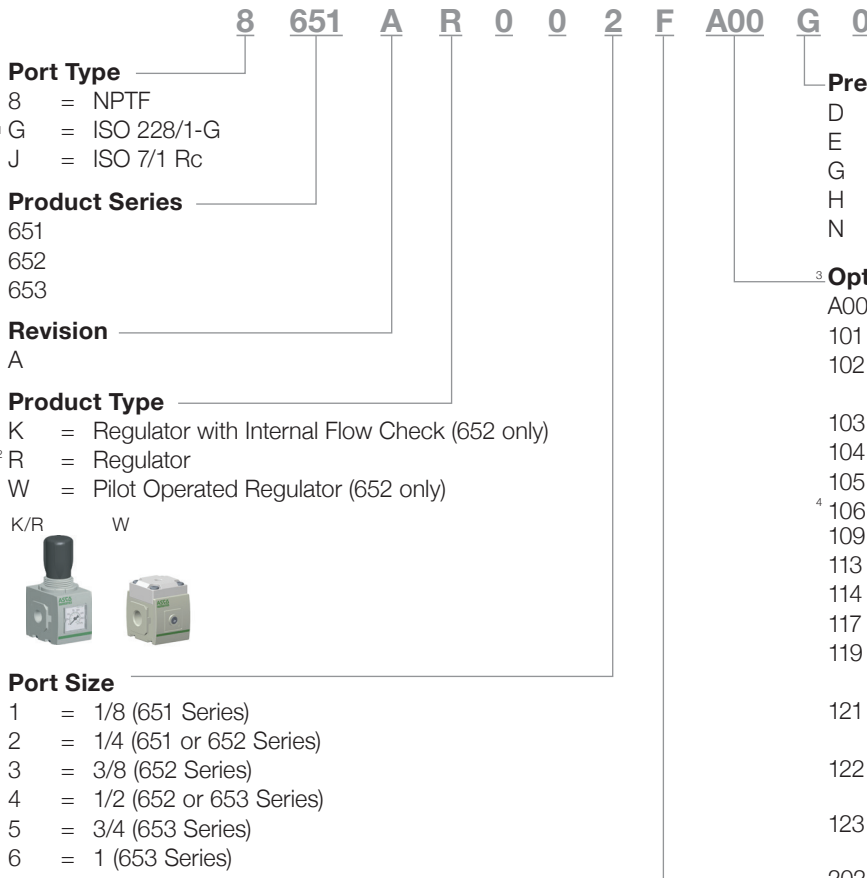 8 651 A R 0 0 2 F A00 G 0
Port Type
8 = NPTF
G = ISO 228/1-G
J = ISO 7/1 Rc
Product Series
651
652
653
Revision
A
Product Type
K = Regulator with Internal Flow Check (652 only)
2 R = Regulator
W = Pilot Operated Regulator (652 only)
K/R W
Port Size
1 = 1/8 (651 Series)
2 = 1/4 (651 or 652 Series)
3 = 3/8 (652 Series)
4 = 1/2 (652 or 653 Series)
5 = 3/4 (653 Series)
6 = 1 (653 Series)
Pre
D
E
G
H
N
3 Opt
A00
101
102
103
104
105
4 106
109
113
114
117
119
121
122
123